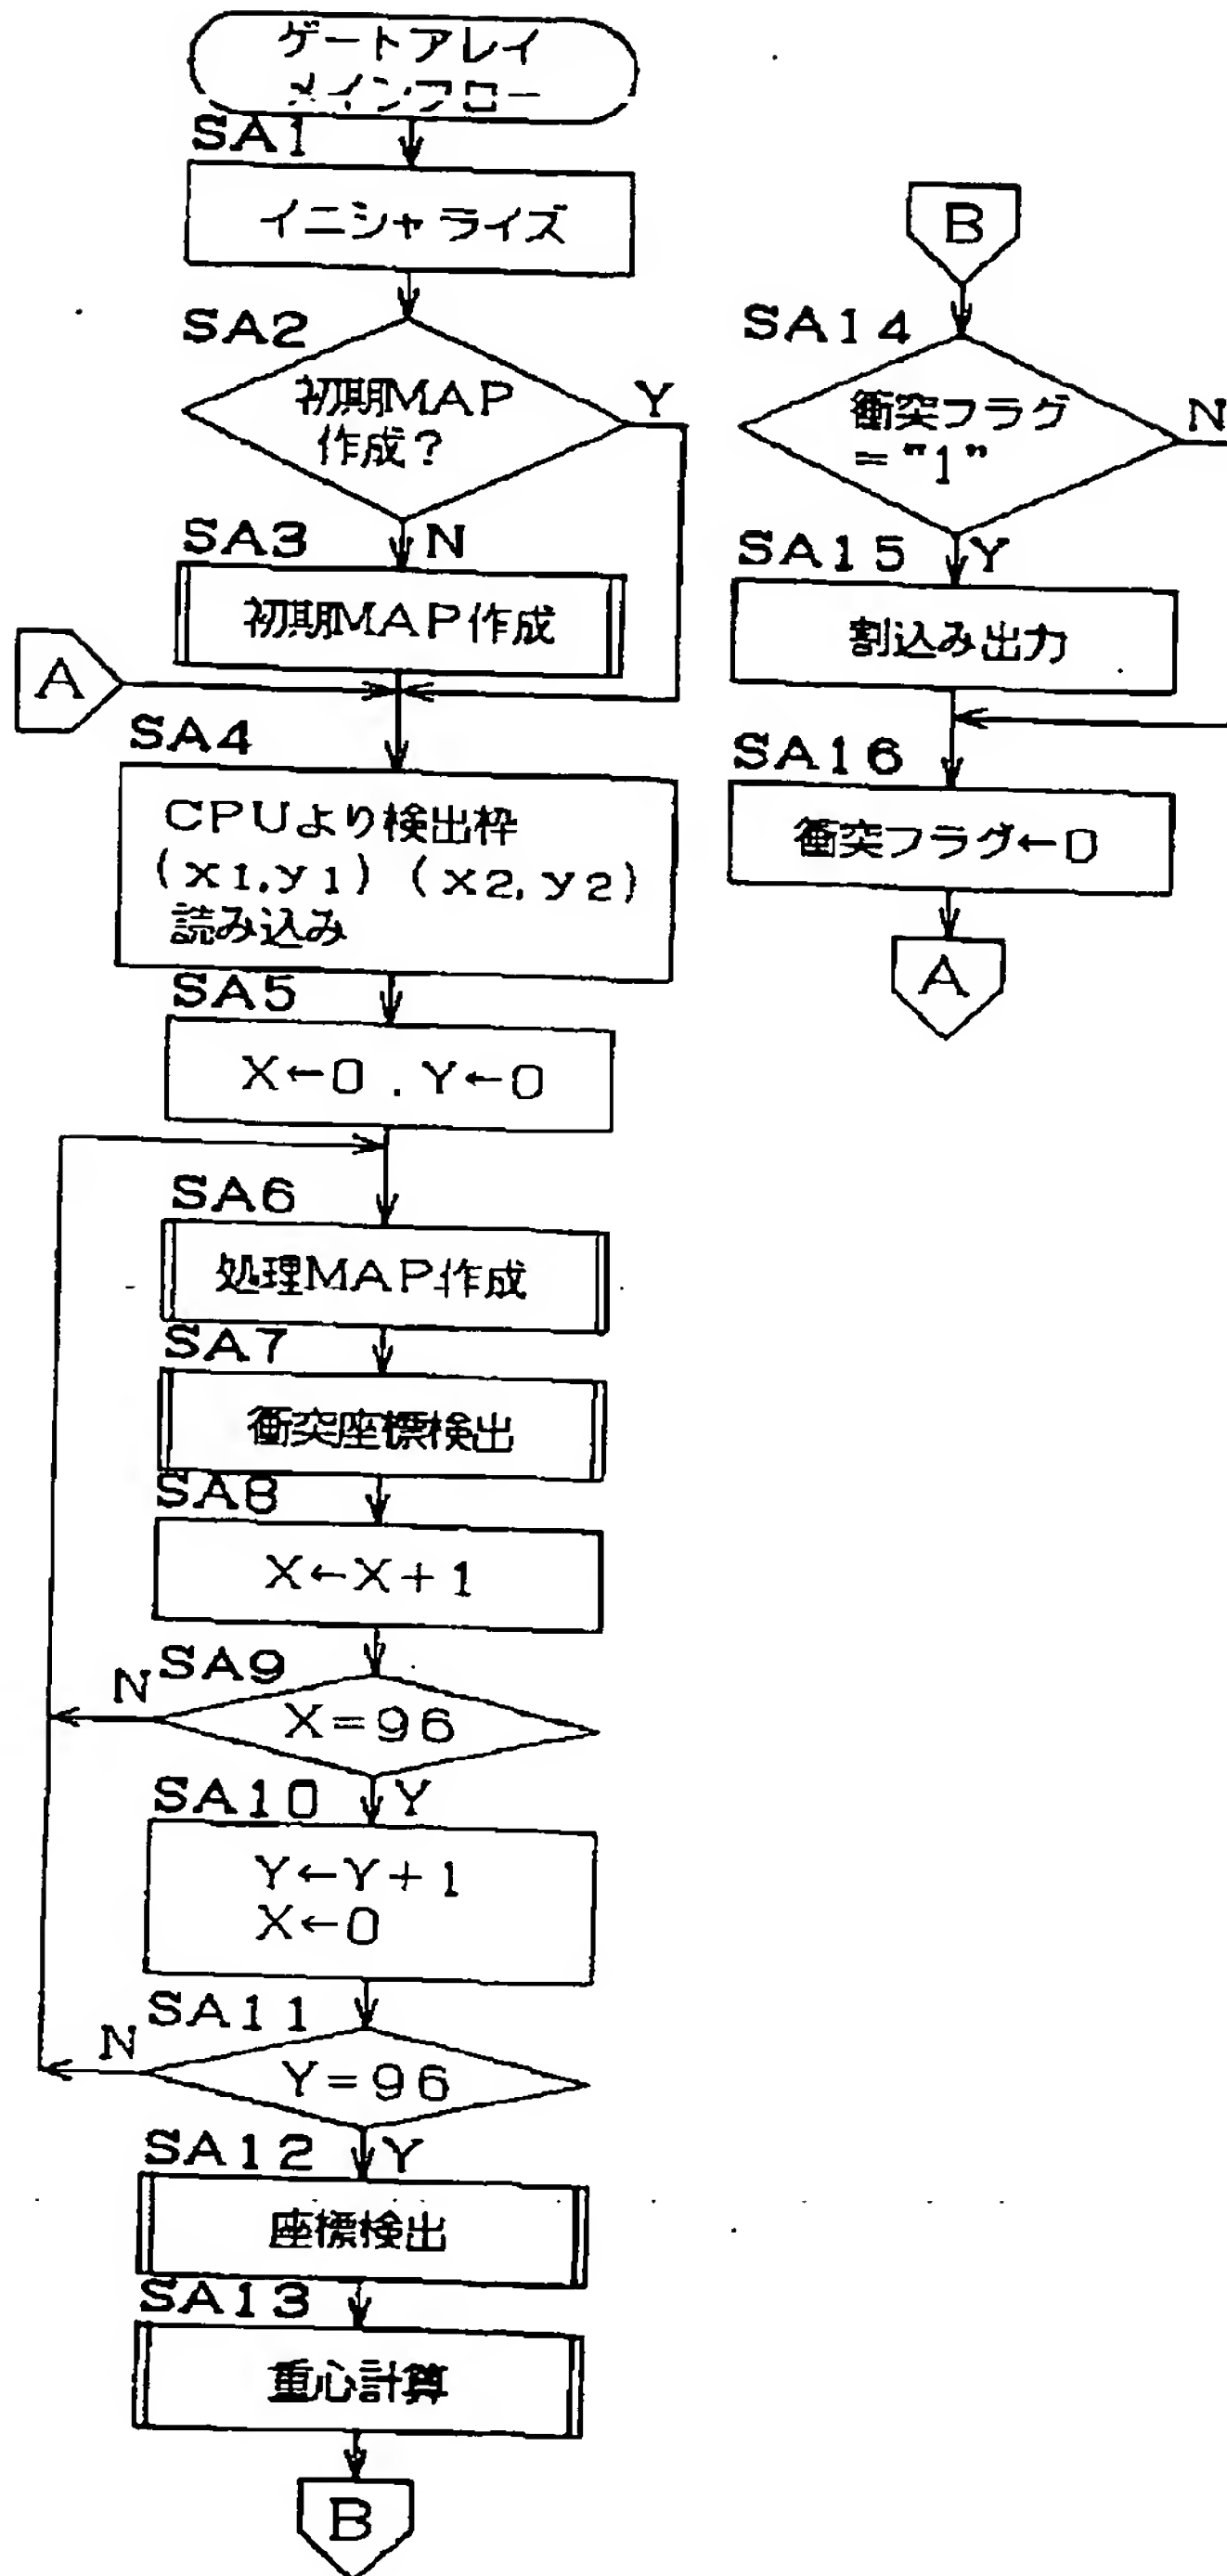 ゲートアレイ
メインフロー
SA1
イニシャライズ
SA2
初期MAP
作成?
Y
N
SA3
初期MAP作成
A
SA4
CPUより検出枠
(x1,y1) (x2,y2)
読み込み
SA5
X←0 . Y←0
SA6
処理MAP作成
SA7
衝突座標検出
SA8
X←X+1
SA9
N
X=96
Y
SA10
Y←Y+1
X←0
SA11
N
Y=96
Y
SA12
座標検出
SA13
重心計算
B
B
SA14
衝突フラグ
="1"
N
Y
SA15
割込み出力
SA16
衝突フラグ←0
A